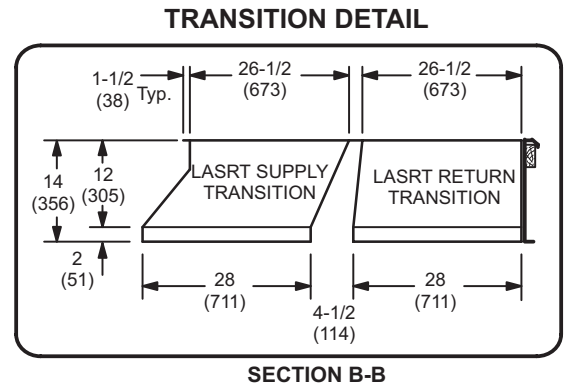 TRANSITION DETAIL
1-1/2
(38) Typ.
26-1/2
(673)
26-1/2
(673)
14
(356)
12
(305)
LASRT SUPPLY
TRANSITION
LASRT RETURN
TRANSITION
2
(51)
28
(711)
4-1/2
(114)
28
(711)
SECTION B-B